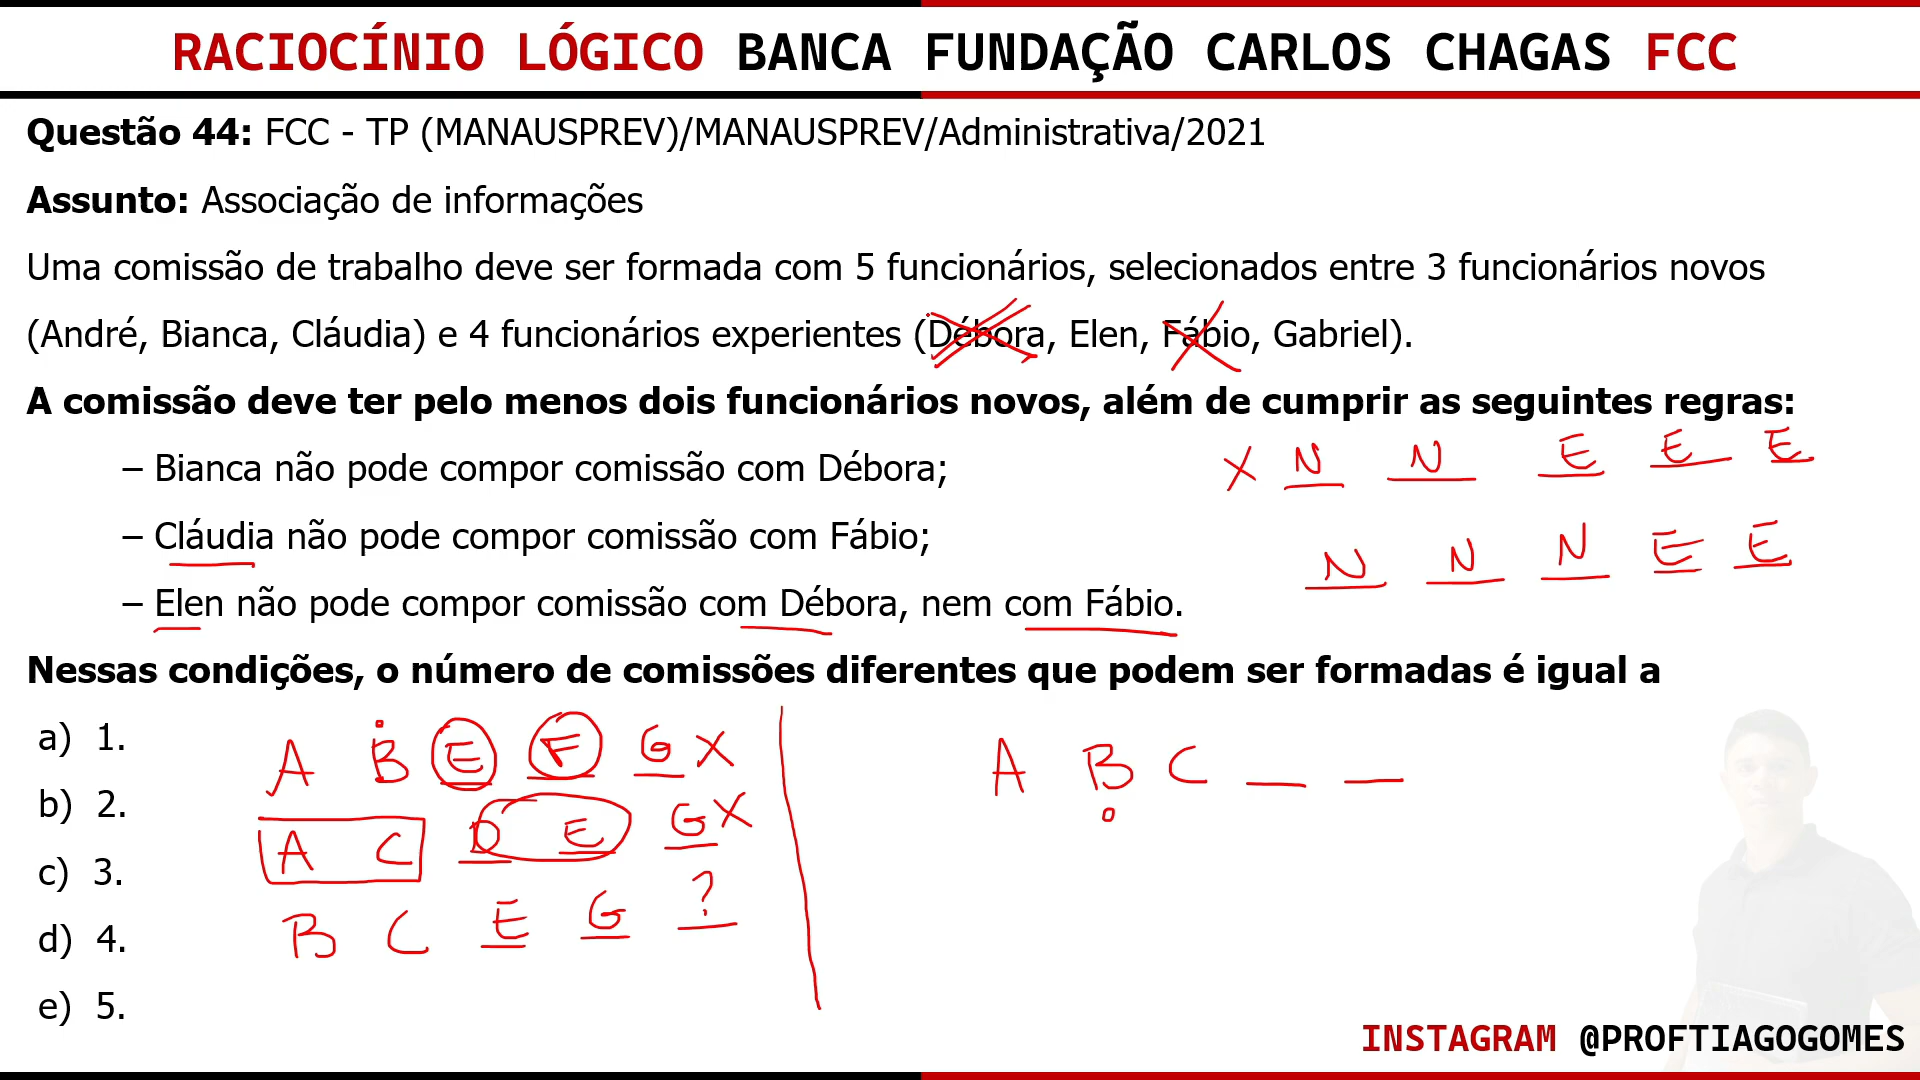 RACIOCÍNIO LÓGICO BANCA FUNDAÇÃO CARLOS CHAGAS FCC
Questão 44: FCC - TP (MANAUSPREV)/MANAUSPREV/Administrativa/2021
Assunto: Associação de informações
Uma comissão de trabalho deve ser formada com 5 funcionários, selecionados entre 3 funcionários novos
(André, Bianca, Cláudia) e 4 funcionários experientes (Débora, Elen, Fábio, Gabriel).
A comissão deve ter pelo menos dois funcionários novos, além de cumprir as seguintes regras:
– Bianca não pode compor comissão com Débora;
X N N E E E
– Cláudia não pode compor comissão com Fábio;
N N N E E
– Elen não pode compor comissão com Débora, nem com Fábio.
Nessas condições, o número de comissões diferentes que podem ser formadas é igual a
a) 1.
A B E F G X
A B C _ _
b) 2.
A C D E G X
c) 3.
B C E G ?
d) 4.
e) 5.
INSTAGRAM @PROFTIAGOGOMES